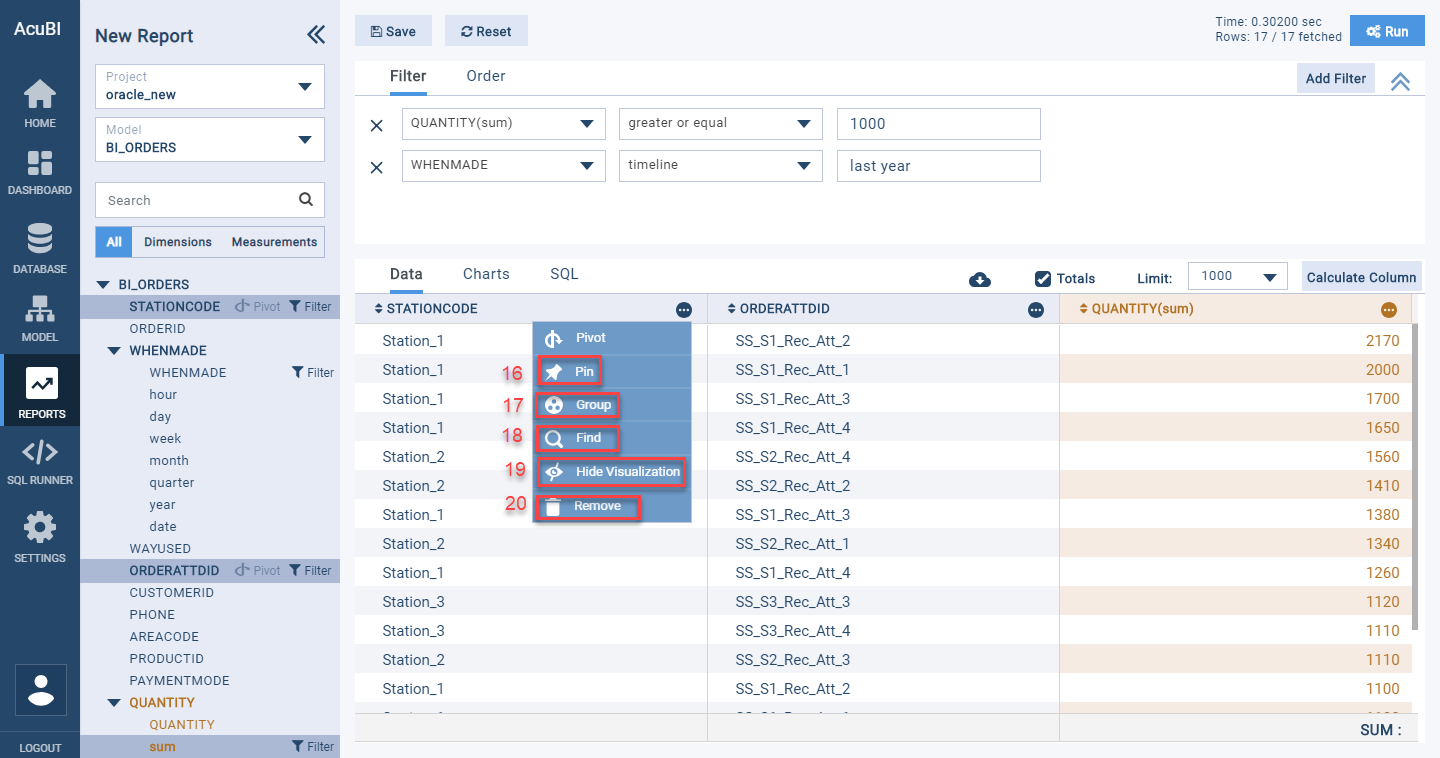 AcuBI
HOME
DASHBOARD
DATABASE
MODEL
REPORTS
SQL RUNNER
SETTINGS
LOGOUT
New Report
Project
oracle_new
Model
BI_ORDERS
Search
All Dimensions Measurements
BI_ORDERS
STATIONCODE Pivot Filter
ORDERID
WHENMADE
WHENMADE Filter
hour
day
week
month
quarter
year
date
WAYUSED
ORDERATTDID Pivot Filter
CUSTOMERID
PHONE
AREACODE
PRODUCTID
PAYMENTMODE
QUANTITY
QUANTITY
sum Filter
Save Reset
Time: 0.30200 sec
Rows: 17 / 17 fetched
Run
Filter Order Add Filter
QUANTITY(sum) greater or equal 1000
WHENMADE timeline last year
Data Charts SQL Totals Limit: 1000 Calculate Column
STATIONCODE ORDERATTDID QUANTITY(sum)
Station_1 SS_S1_Rec_Att_2 2170
Station_1 SS_S1_Rec_Att_1 2000
Station_1 SS_S1_Rec_Att_3 1700
Station_1 SS_S1_Rec_Att_4 1650
Station_2 SS_S2_Rec_Att_4 1560
Station_2 SS_S2_Rec_Att_2 1410
Station_1 SS_S1_Rec_Att_3 1380
Station_2 SS_S2_Rec_Att_1 1340
Station_1 SS_S1_Rec_Att_4 1260
Station_3 SS_S3_Rec_Att_3 1120
Station_3 SS_S3_Rec_Att_4 1110
Station_2 SS_S2_Rec_Att_3 1110
Station_1 SS_S1_Rec_Att_2 1100
SUM :
Pivot
16 Pin
17 Group
18 Find
19 Hide Visualization
20 Remove